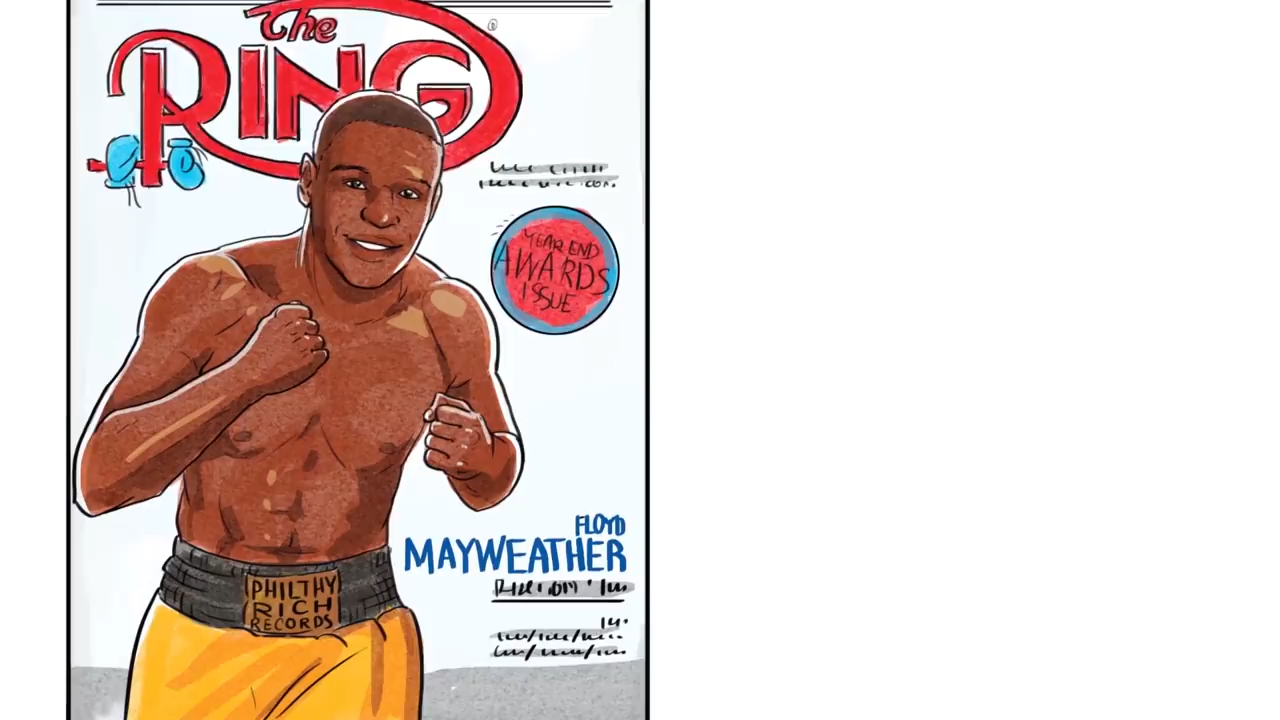 The
RING
®
YEAR END
AWARDS
ISSUE
FLOYD
MAYWEATHER
PHILTHY
RICH
RECORDS